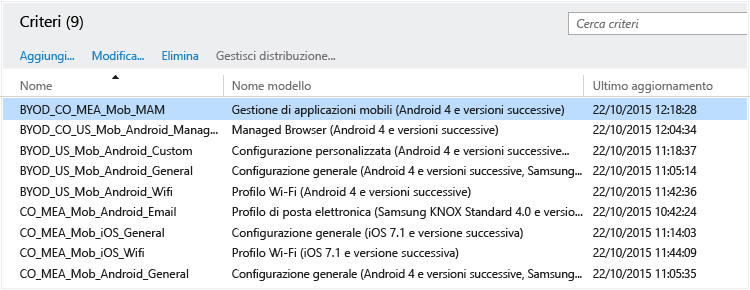 Criteri (9)
Cerca criteri
Aggiungi... Modifica... Elimina Gestisci distribuzione...
Nome Nome modello Ultimo aggiornamento
BYOD_CO_MEA_Mob_MAM Gestione di applicazioni mobili (Android 4 e versioni successive) 22/10/2015 12:18:28
BYOD_CO_US_Mob_Android_Manag... Managed Browser (Android 4 e versioni successive) 22/10/2015 12:04:34
BYOD_US_Mob_Android_Custom Configurazione personalizzata (Android 4 e versioni successive... 22/10/2015 11:18:37
BYOD_US_Mob_Android_General Configurazione generale (Android 4 e versioni successive, Samsung... 22/10/2015 11:05:14
BYOD_US_Mob_Android_Wifi Profilo Wi-Fi (Android 4 e versioni successive) 22/10/2015 11:42:36
CO_MEA_Mob_Android_Email Profilo di posta elettronica (Samsung KNOX Standard 4.0 e versio... 22/10/2015 10:42:24
CO_MEA_Mob_iOS_General Configurazione generale (iOS 7.1 e versione successiva) 22/10/2015 11:14:03
CO_MEA_Mob_iOS_Wifi Profilo Wi-Fi (iOS 7.1 e versione successiva) 22/10/2015 11:44:09
CO_MEA_Mob_Android_General Configurazione generale (Android 4 e versioni successive, Samsung... 22/10/2015 11:05:35